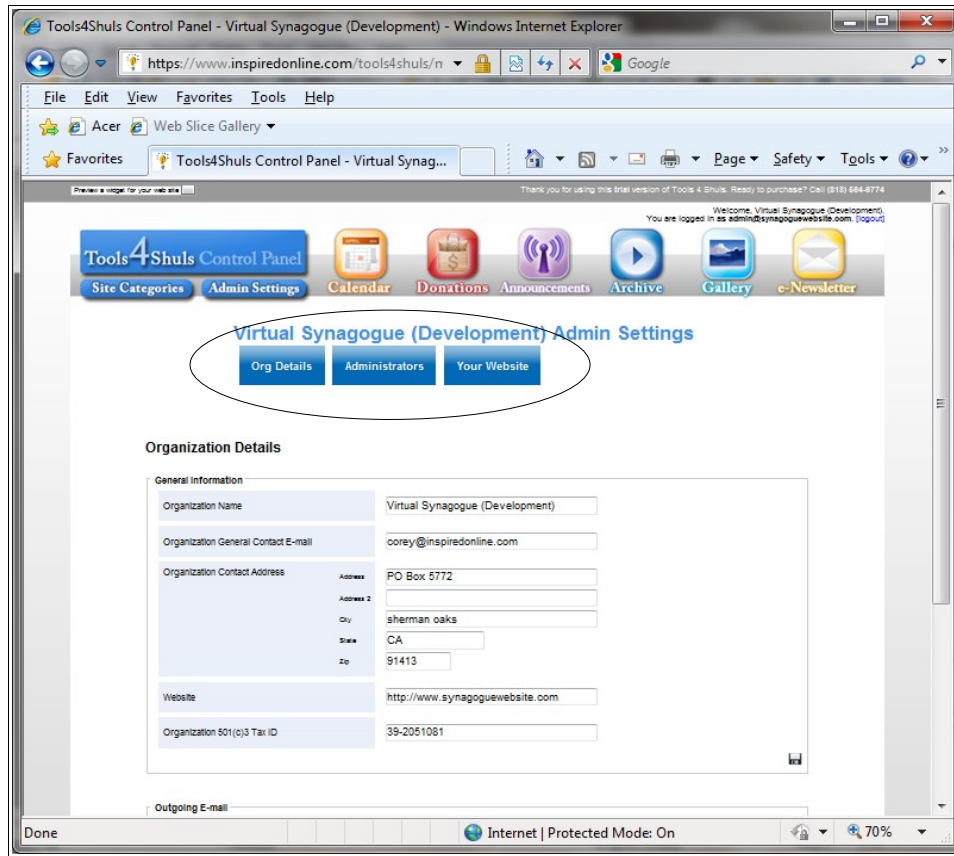 Tools4Shuls Control Panel - Virtual Synagogue (Development) - Windows Internet Explorer
https://www.inspiredonline.com/tools4shuls/n
Google
File Edit View Favorites Tools Help
Acer Web Slice Gallery
Favorites Tools4Shuls Control Panel - Virtual Synag... Page Safety Tools »
Preview a widget for your web site Thank you for using this trial version of Tools 4 Shuls. Ready to purchase? Call (818) 684-8774
Welcome, Virtual Synagogue (Development).
You are logged in as admin@synagoguewebsite.com. [logout]
Tools4Shuls Control Panel
Site Categories Admin Settings Calendar Donations Announcements Archive Gallery e-Newsletter
Virtual Synagogue (Development) Admin Settings
Org Details Administrators Your Website
Organization Details
General Information
Organization Name Virtual Synagogue (Development)
Organization General Contact E-mail corey@inspiredonline.com
Organization Contact Address Address PO Box 5772
Address 2
City sherman oaks
State CA
Zip 91413
Website http://www.synagoguewebsite.com
Organization 501(c)3 Tax ID 39-2051081
Outgoing E-mail
Done Internet | Protected Mode: On 70%